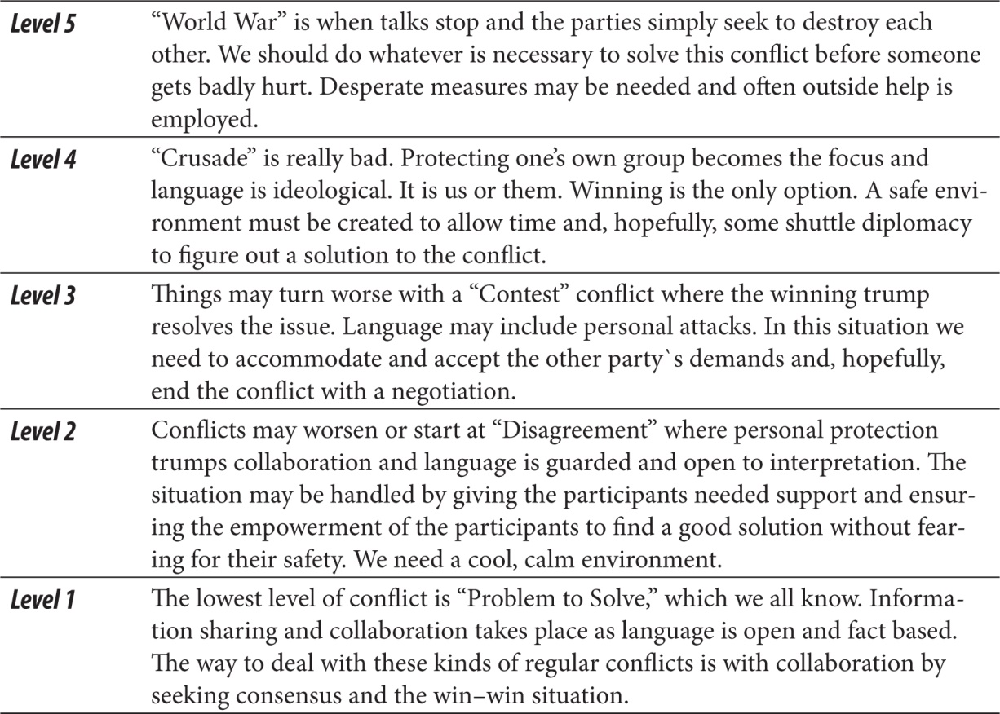 Level 5 “World War” is when talks stop and the parties simply seek to destroy each
other. We should do whatever is necessary to solve this conflict before someone
gets badly hurt. Desperate measures may be needed and often outside help is
employed.
Level 4 “Crusade” is really bad. Protecting one’s own group becomes the focus and
language is ideological. It is us or them. Winning is the only option. A safe envi-
ronment must be created to allow time and, hopefully, some shuttle diplomacy
to figure out a solution to the conflict.
Level 3 Things may turn worse with a “Contest” conflict where the winning trump
resolves the issue. Language may include personal attacks. In this situation we
need to accommodate and accept the other party`s demands and, hopefully,
end the conflict with a negotiation.
Level 2 Conflicts may worsen or start at “Disagreement” where personal protection
trumps collaboration and language is guarded and open to interpretation. The
situation may be handled by giving the participants needed support and ensur-
ing the empowerment of the participants to find a good solution without fear-
ing for their safety. We need a cool, calm environment.
Level 1 The lowest level of conflict is “Problem to Solve,” which we all know. Informa-
tion sharing and collaboration takes place as language is open and fact based.
The way to deal with these kinds of regular conflicts is with collaboration by
seeking consensus and the win–win situation.